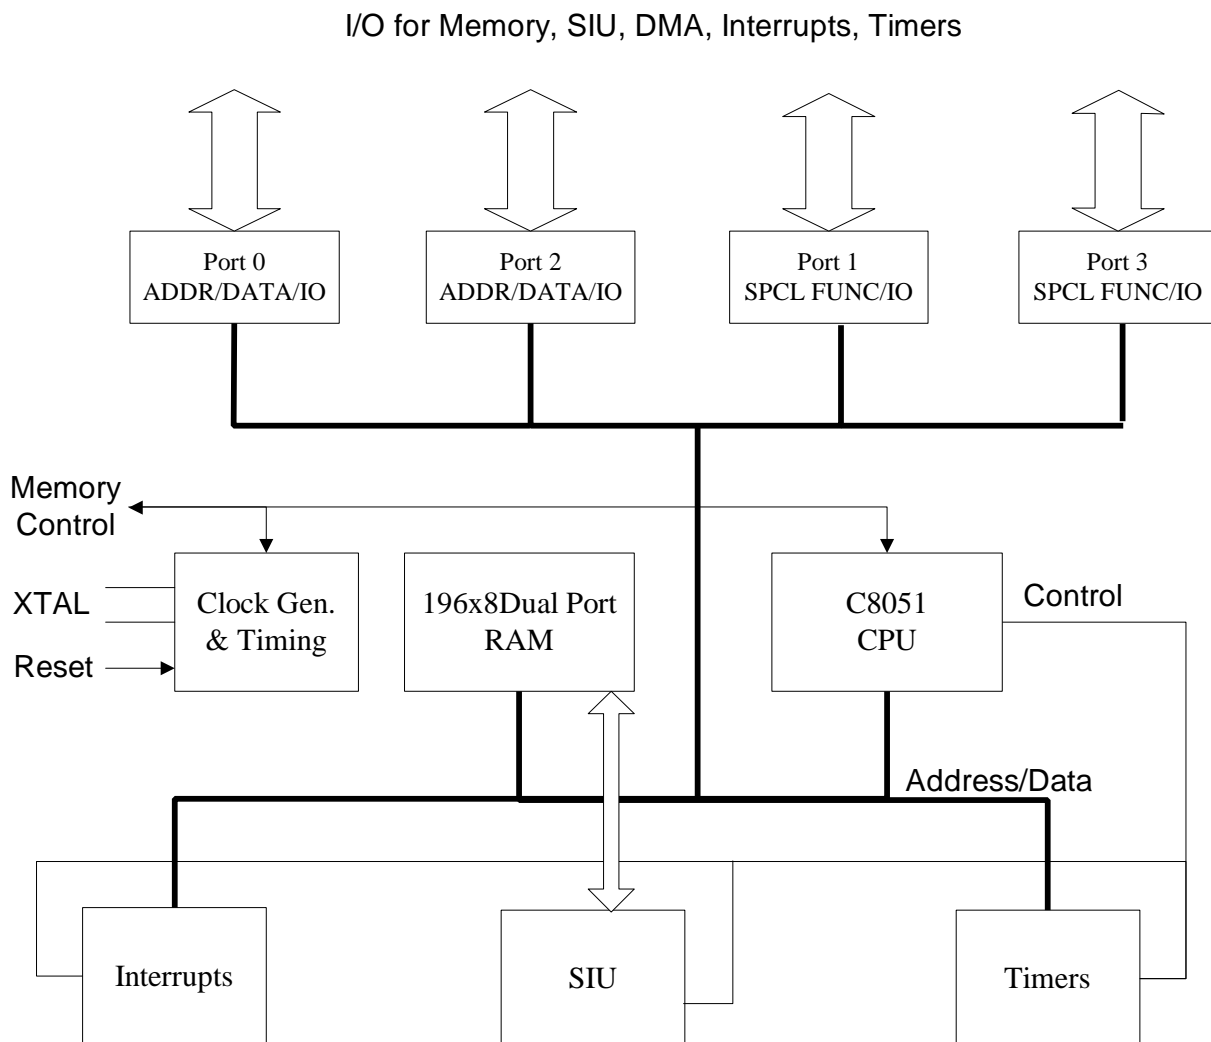 I/O for Memory, SIU, DMA, Interrupts, Timers
Port 0
ADDR/DATA/IO
Port 2
ADDR/DATA/IO
Port 1
SPCL FUNC/IO
Port 3
SPCL FUNC/IO
Memory
Control
XTAL
Reset
Clock Gen.
& Timing
196x8Dual Port
RAM
C8051
CPU
Control
Address/Data
Interrupts
SIU
Timers